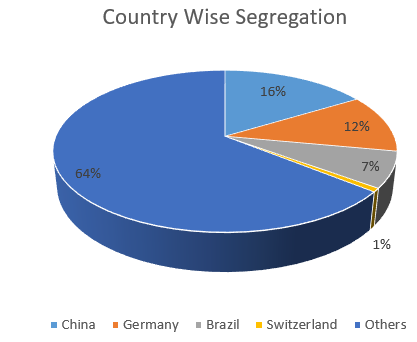 Country Wise Segregation
16%
12%
7%
64%
1%
China Germany Brazil Switzerland Others